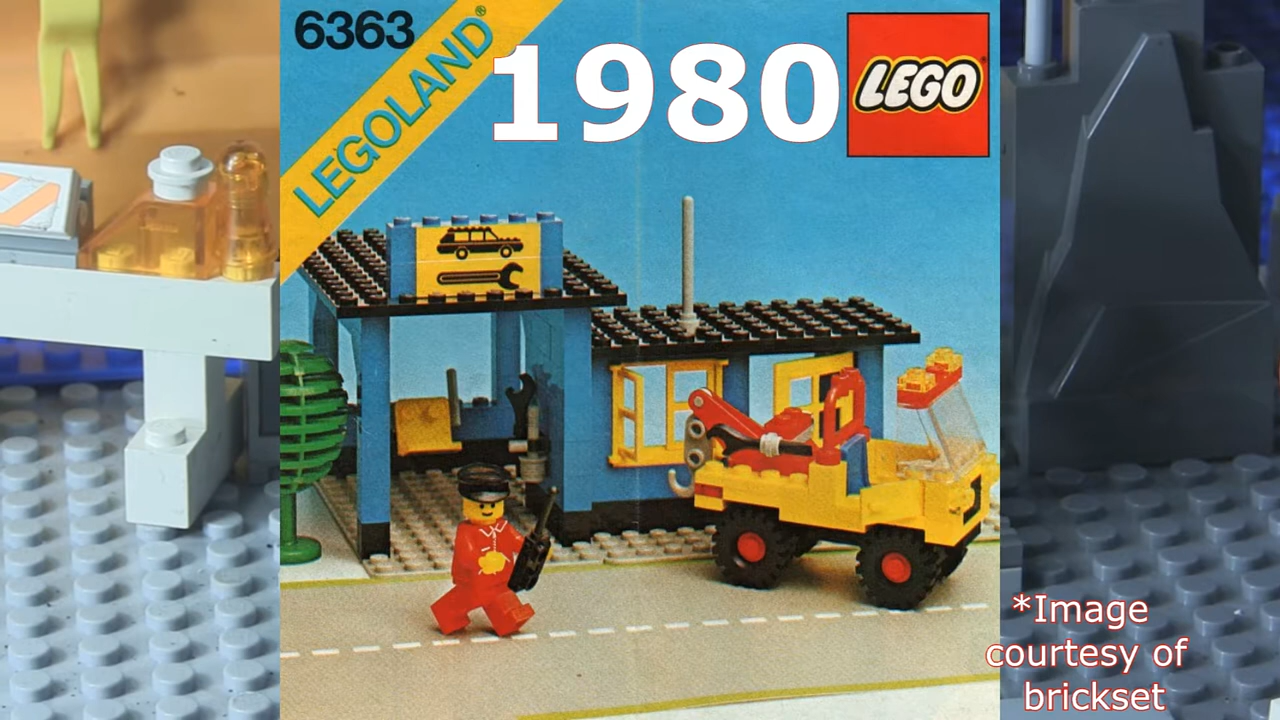 6363
LEGOLAND®
1980
LEGO
*Image
courtesy of
brickset